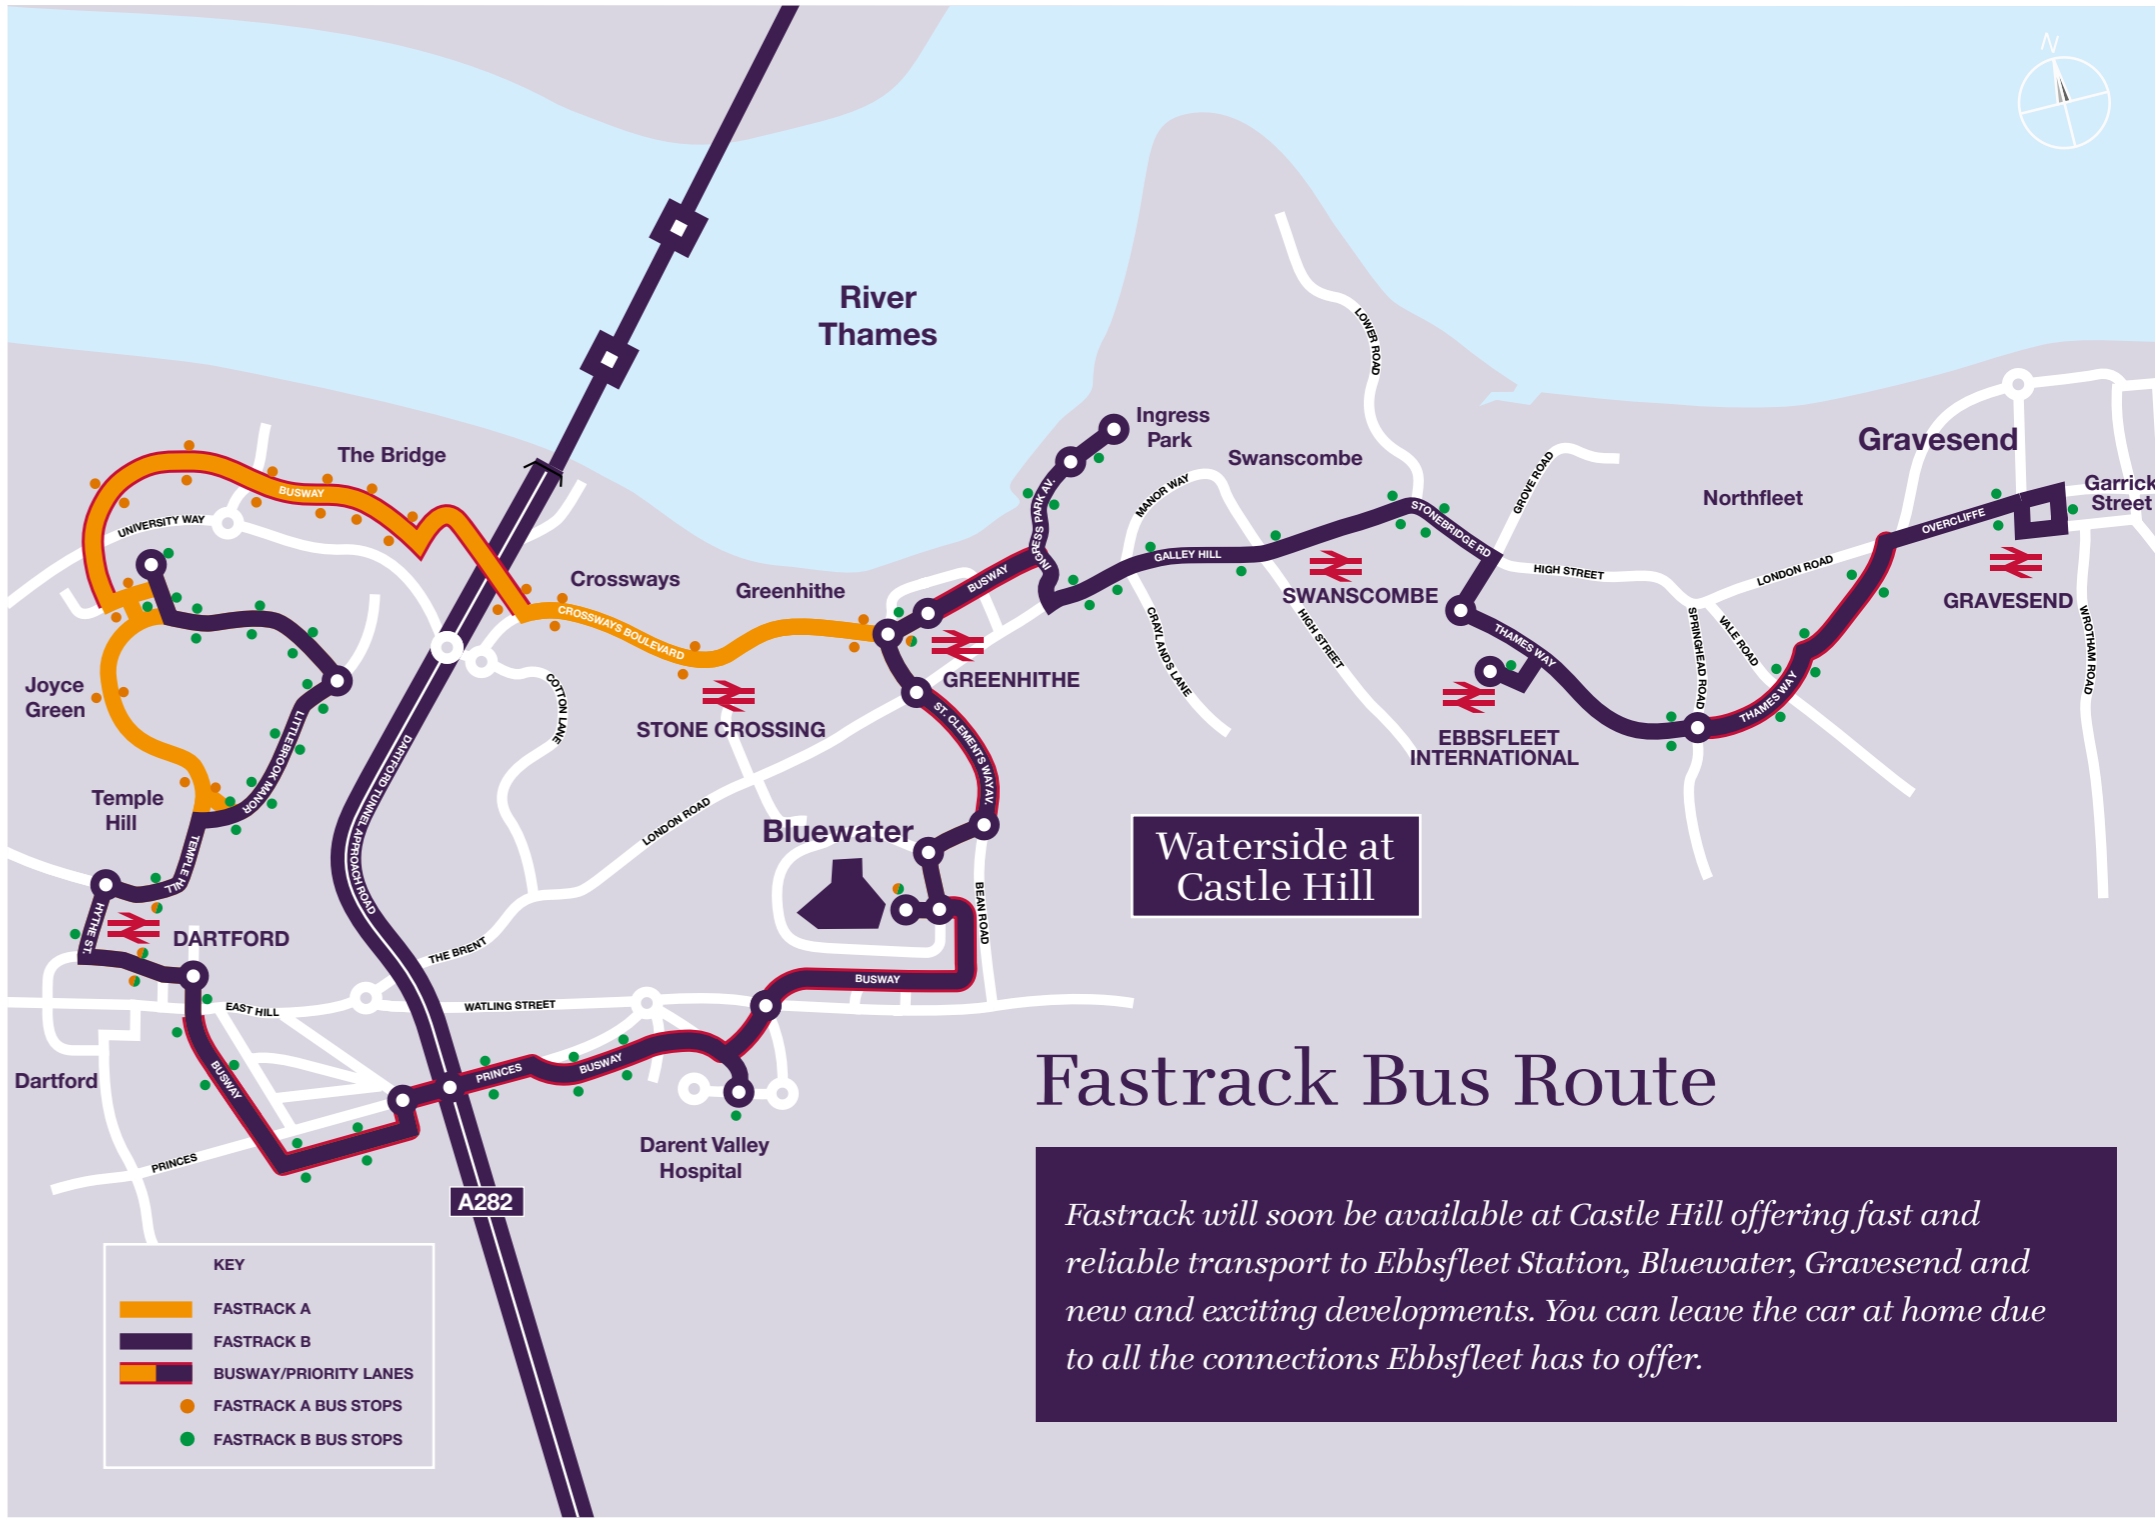 N
River
Thames
Ingress
Park
Swanscombe
LOWER ROAD
Gravesend
Garrick
Street
The Bridge
BUSWAY
UNIVERSITY WAY
MANOR WAY
GROVE ROAD
Northfleet
INGRESS PARK AV.
STONEBRIDGE RD
OVERCLIFFE
Crossways
Greenhithe
BUSWAY
GALLEY HILL
HIGH STREET
LONDON ROAD
SWANSCOMBE
GRAVESEND
CROSSWAYS BOULEVARD
CRAYLANDS LANE
HIGH STREET
THAMES WAY
SPRINGHEAD ROAD
VALE ROAD
WROTHAM ROAD
Joyce
Green
GREENHITHE
STONE CROSSING
COTTON LANE
ST. CLEMENTS WAY AV.
EBBSFLEET
INTERNATIONAL
THAMES WAY
LITTLEBROOK MANOR
DARTFORD TUNNEL APPROACH ROAD
Temple
Hill
TEMPLE HILL
LONDON ROAD
Bluewater
Waterside at
Castle Hill
HYTHE ST.
DARTFORD
BEAN ROAD
THE BRENT
BUSWAY
EAST HILL
WATLING STREET
Dartford
BUSWAY
PRINCES
BUSWAY
PRINCES
Darent Valley
Hospital
A282
Fastrack Bus Route
Fastrack will soon be available at Castle Hill offering fast and
reliable transport to Ebbsfleet Station, Bluewater, Gravesend and
new and exciting developments. You can leave the car at home due
to all the connections Ebbsfleet has to offer.
KEY
FASTRACK A
FASTRACK B
BUSWAY/PRIORITY LANES
FASTRACK A BUS STOPS
FASTRACK B BUS STOPS